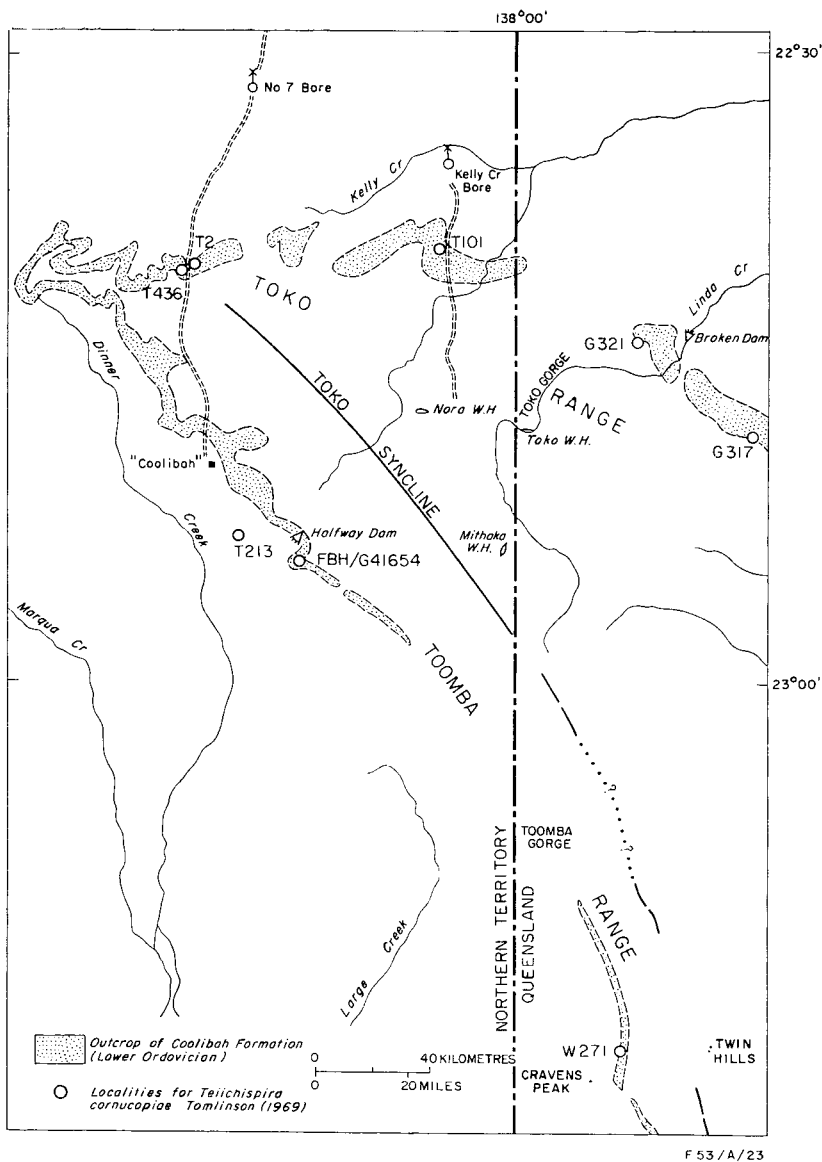 138°00'
22°30'
No 7 Bore
Kelly Cr
Kelly Cr
Bore
T2
T101
T436
TOKO
Linda Cr
Broken Dam
G321
Dinner
Creek
TOKO
SYNCLINE
Nora W.H
TOKO GORGE
RANGE
Toko W.H.
G317
"Coolibah"
Halfway Dam
Mithaka
W.H.
T213
FBH/G41654
Marqua Cr
TOOMBA
23°00'
?
?
NORTHERN TERRITORY
QUEENSLAND
TOOMBA
GORGE
RANGE
Large Creek
Outcrop of Coolibah Formation
(Lower Ordovician)
0 40 KILOMETRES
0 20 MILES
W271
TWIN
HILLS
CRAVENS
PEAK
Localities for Teiichispira
cornucopiae Tomlinson (1969)
F 53/A/23